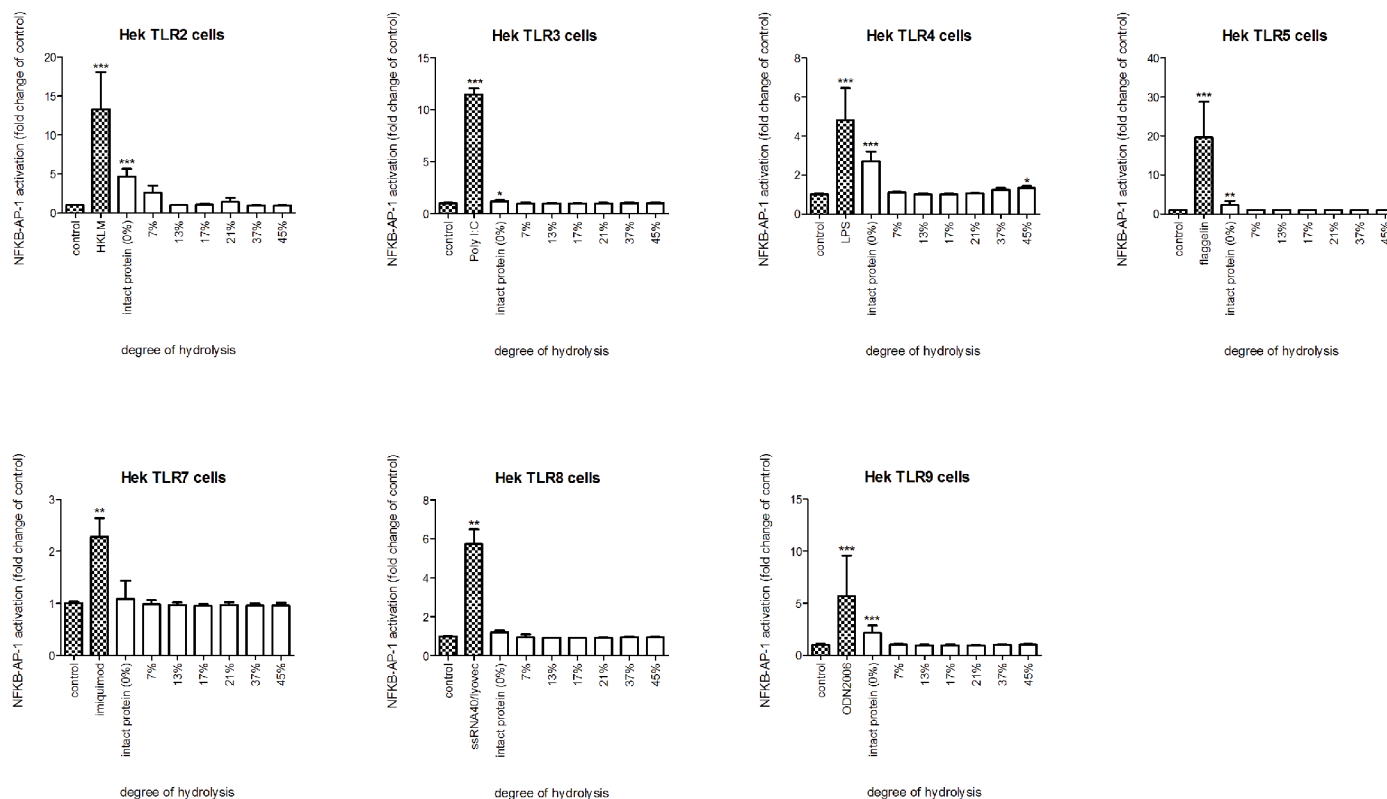 Hek TLR2 cells
NFKB-AP-1 activation (fold change of control)
20
15
10
5
0
***
***
control
HKLM
intact protein (0%)
7%
13%
17%
21%
37%
45%
degree of hydrolysis
Hek TLR3 cells
NFKB-AP-1 activation (fold change of control)
15
10
5
0
***
*
control
Poly I:C
intact protein (0%)
7%
13%
17%
21%
37%
45%
degree of hydrolysis
Hek TLR4 cells
NFKB-AP-1 activation (fold change of control)
8
6
4
2
0
***
***
*
control
LPS
intact protein (0%)
7%
13%
17%
21%
37%
45%
degree of hydrolysis
Hek TLR5 cells
NFKB-AP-1 activation (fold change of control)
40
30
20
10
0
***
**
control
flaggelin
intact protein (0%)
7%
13%
17%
21%
37%
45%
degree of hydrolysis
Hek TLR7 cells
NFKB-AP-1 activation (fold change of control)
3
2
1
0
**
control
imiquimod
intact protein (0%)
7%
13%
17%
21%
37%
45%
degree of hydrolysis
Hek TLR8 cells
NFKB-AP-1 activation (fold change of control)
8
6
4
2
0
**
control
ssRNA40/lyovec
intact protein (0%)
7%
13%
17%
21%
37%
45%
degree of hydrolysis
Hek TLR9 cells
NFKB-AP-1 activation (fold change of control)
15
10
5
0
***
***
control
ODN2006
intact protein (0%)
7%
13%
17%
21%
37%
45%
degree of hydrolysis